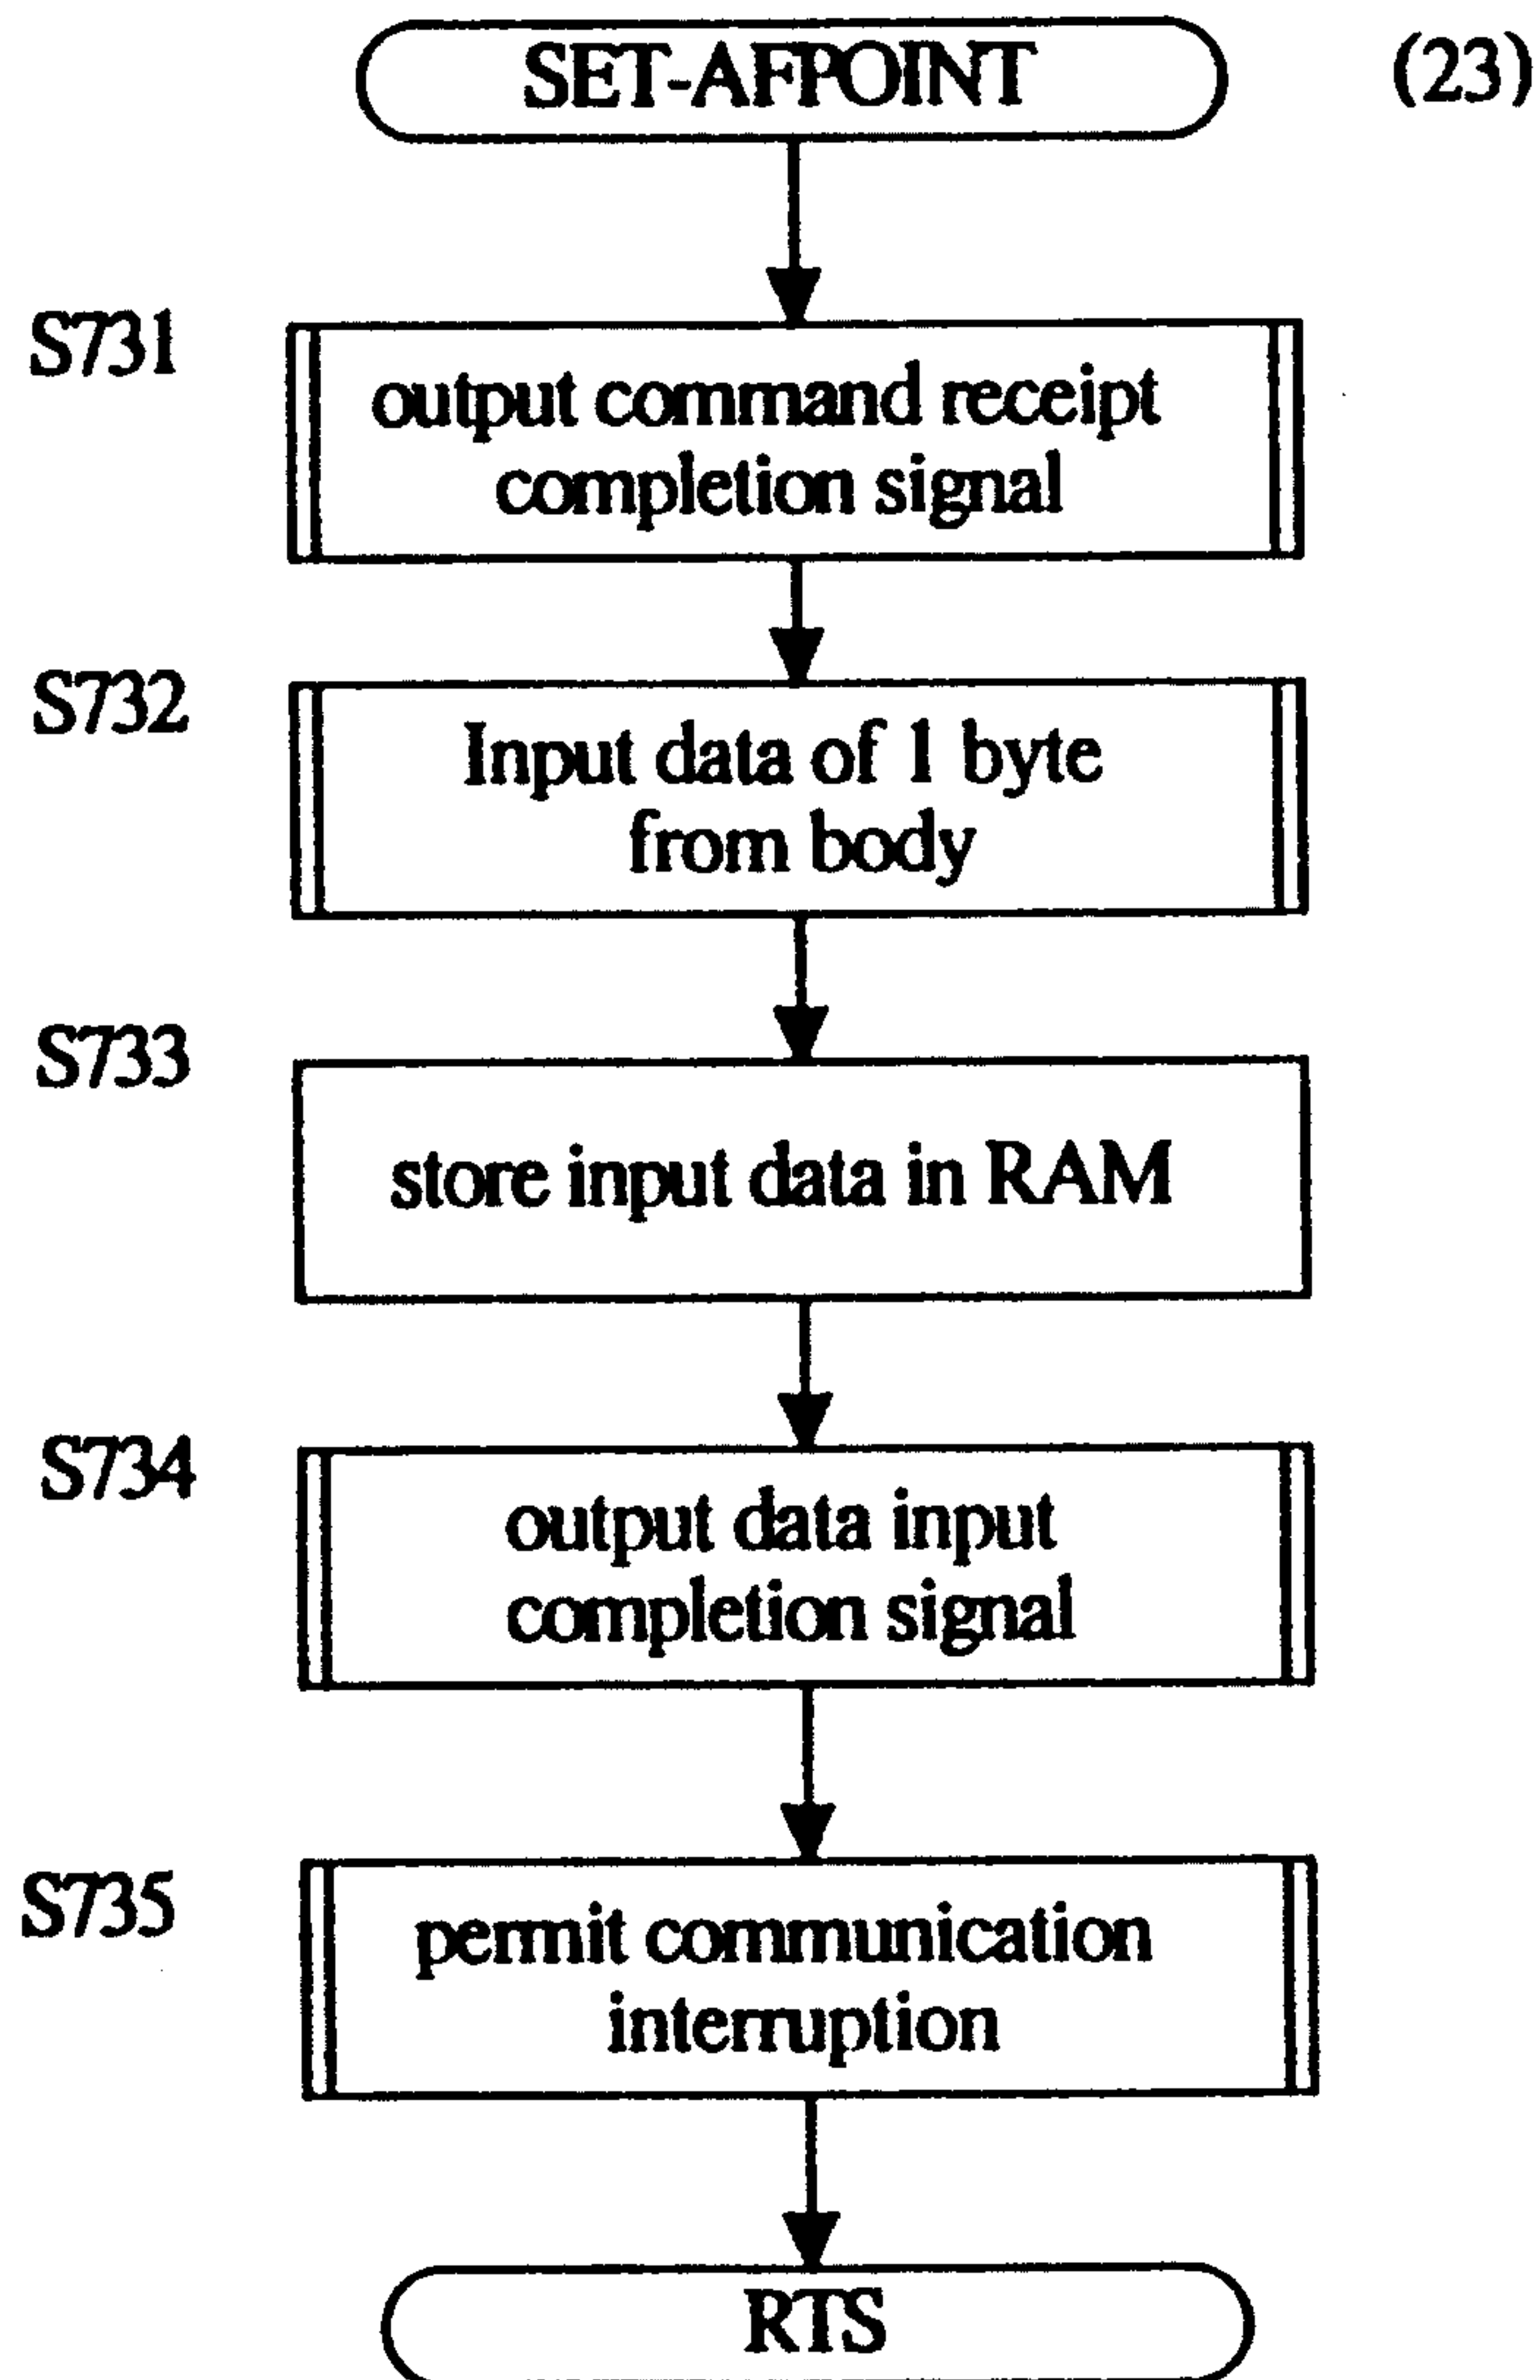 SET-AFPOINT
(23)
S731
output command receipt
completion signal
S732
Input data of 1 byte
from body
S733
store input data in RAM
S734
output data input
completion signal
S735
permit communication
interruption
RTS